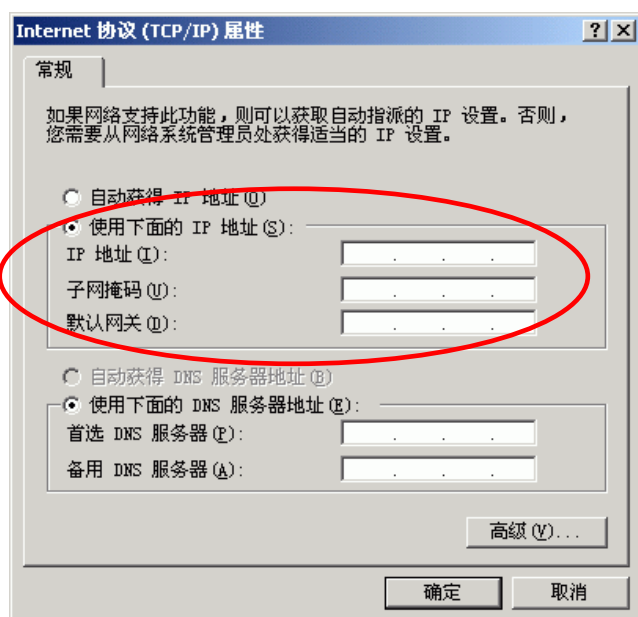 Internet 协议 (TCP/IP) 属性
常规
如果网络支持此功能，则可以获取自动指派的 IP 设置。否则，
您需要从网络系统管理员处获得适当的 IP 设置。
自动获得 IP 地址(O)
使用下面的 IP 地址(S):
IP 地址(I):
子网掩码(U):
默认网关(D):
自动获得 DNS 服务器地址(B)
使用下面的 DNS 服务器地址(E):
首选 DNS 服务器(P):
备用 DNS 服务器(A):
高级(V)...
确定
取消